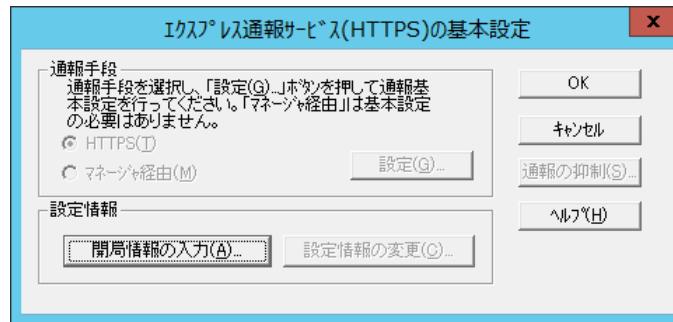 エクスプレス通報サービス(HTTPS)の基本設定
x
通報手段
通報手段を選択し、「設定(G)...」ボタンを押して通報基
本設定を行ってください。「マネージャ経由」は基本設定
の必要はありません。
HTTPS(T)
マネージャ経由(M)
設定(G)...
設定情報
開局情報の入力(A)...
設定情報の変更(C)...
OK
キャンセル
通報の抑制(S)...
ヘルプ(H)